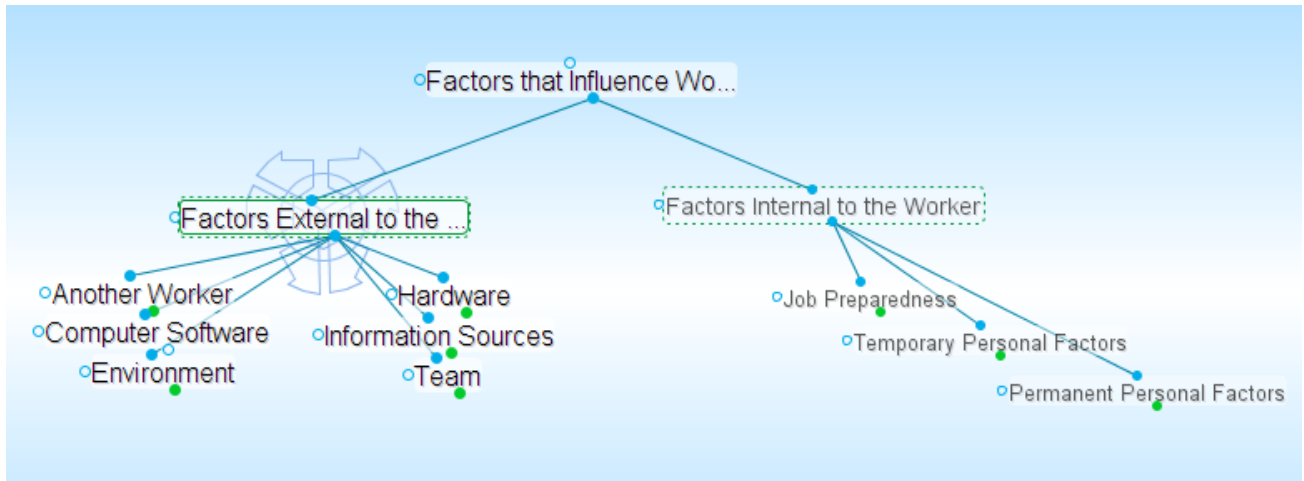 Factors that Influence Wo...
Factors External to the ...
Factors Internal to the Worker
Another Worker
Hardware
Computer Software
Information Sources
Environment
Team
Job Preparedness
Temporary Personal Factors
Permanent Personal Factors